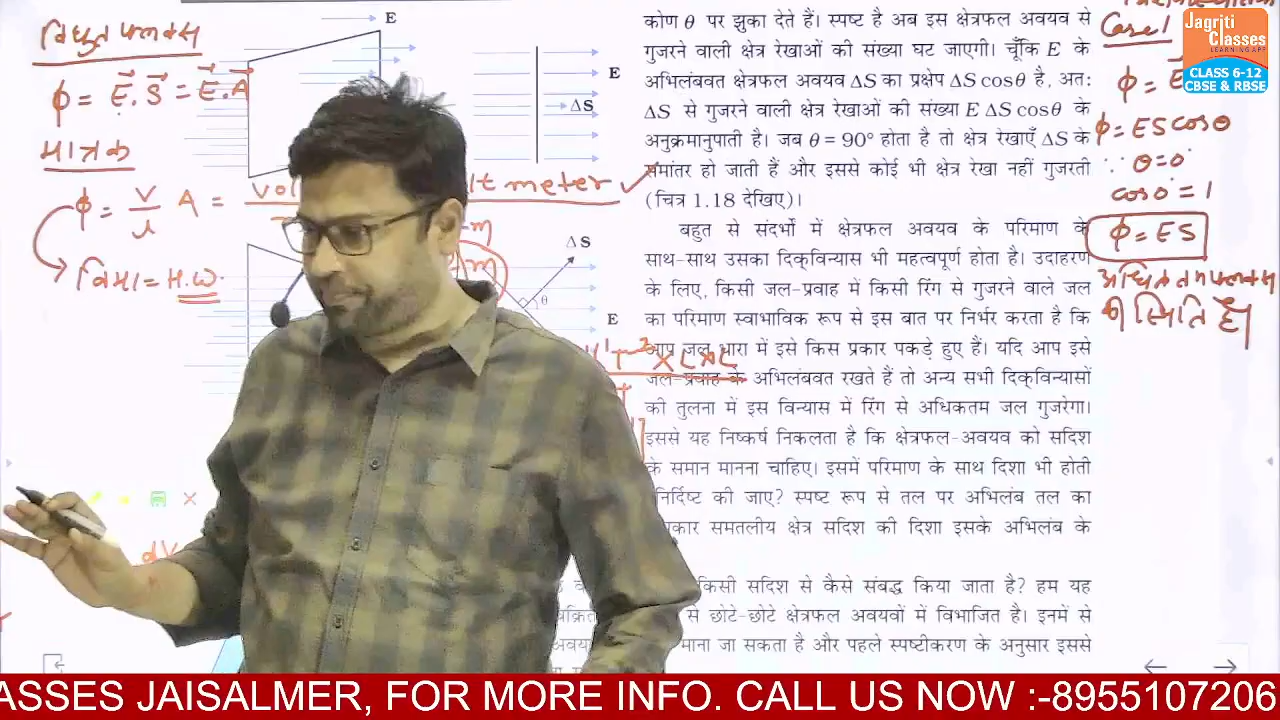 विद्युत फ्लक्स
ϕ = E⃗.S⃗ = E⃗.A⃗
मात्रक
meter ✓
विमा = H.W.
E
E
ΔS
ΔS
θ
E
कोण θ पर झुका देते हैं। स्पष्ट है अब इस क्षेत्रफल अवयव से
गुजरने वाली क्षेत्र रेखाओं की संख्या घट जाएगी। चूँकि E के
अभिलंबवत क्षेत्रफल अवयव ΔS का प्रक्षेप ΔS cosθ है, अत:
ΔS से गुजरने वाली क्षेत्र रेखाओं की संख्या E ΔS cosθ के
अनुक्रमानुपाती है। जब θ = 90° होता है तो क्षेत्र रेखाएँ ΔS के
समांतर हो जाती हैं और इससे कोई भी क्षेत्र रेखा नहीं गुजरती
(चित्र 1.18 देखिए)।
बहुत से संदर्भों में क्षेत्रफल अवयव के परिमाण के
साथ-साथ उसका दिक्‌विन्यास भी महत्वपूर्ण होता है। उदाहरण
के लिए, किसी जल-प्रवाह में किसी रिंग से गुजरने वाले जल
का परिमाण स्वाभाविक रूप से इस बात पर निर्भर करता है कि
आप जल धारा में इसे किस प्रकार पकड़े हुए हैं। यदि आप इसे
जल-प्रवाह के अभिलंबवत रखते हैं तो अन्य सभी दिक्‌विन्यासों
की तुलना में इस विन्यास में रिंग से अधिकतम जल गुजरेगा।
इससे यह निष्कर्ष निकलता है कि क्षेत्रफल-अवयव को सदिश
के समान मानना चाहिए। इसमें परिमाण के साथ दिशा भी होती
निर्दिष्ट की जाए? स्पष्ट रूप से तल पर अभिलंब तल का
समतलीय क्षेत्र सदिश की दिशा इसके अभिलंब के
किसी सदिश से कैसे संबद्ध किया जाता है? हम यह
से छोटे-छोटे क्षेत्रफल अवयवों में विभाजित है। इनमें से
माना जा सकता है और पहले स्पष्टीकरण के अनुसार इससे
Case 1
ϕ =
ϕ = ES cosθ
∵ θ = 0°
cos 0° = 1
ϕ = ES
अधिकतम फ्लक्स
की स्थिति है।
Jagriti
Classes
LEARNING APP
CLASS 6-12
CBSE & RBSE
JAISALMER, FOR MORE INFO. CALL US NOW :-8955107206